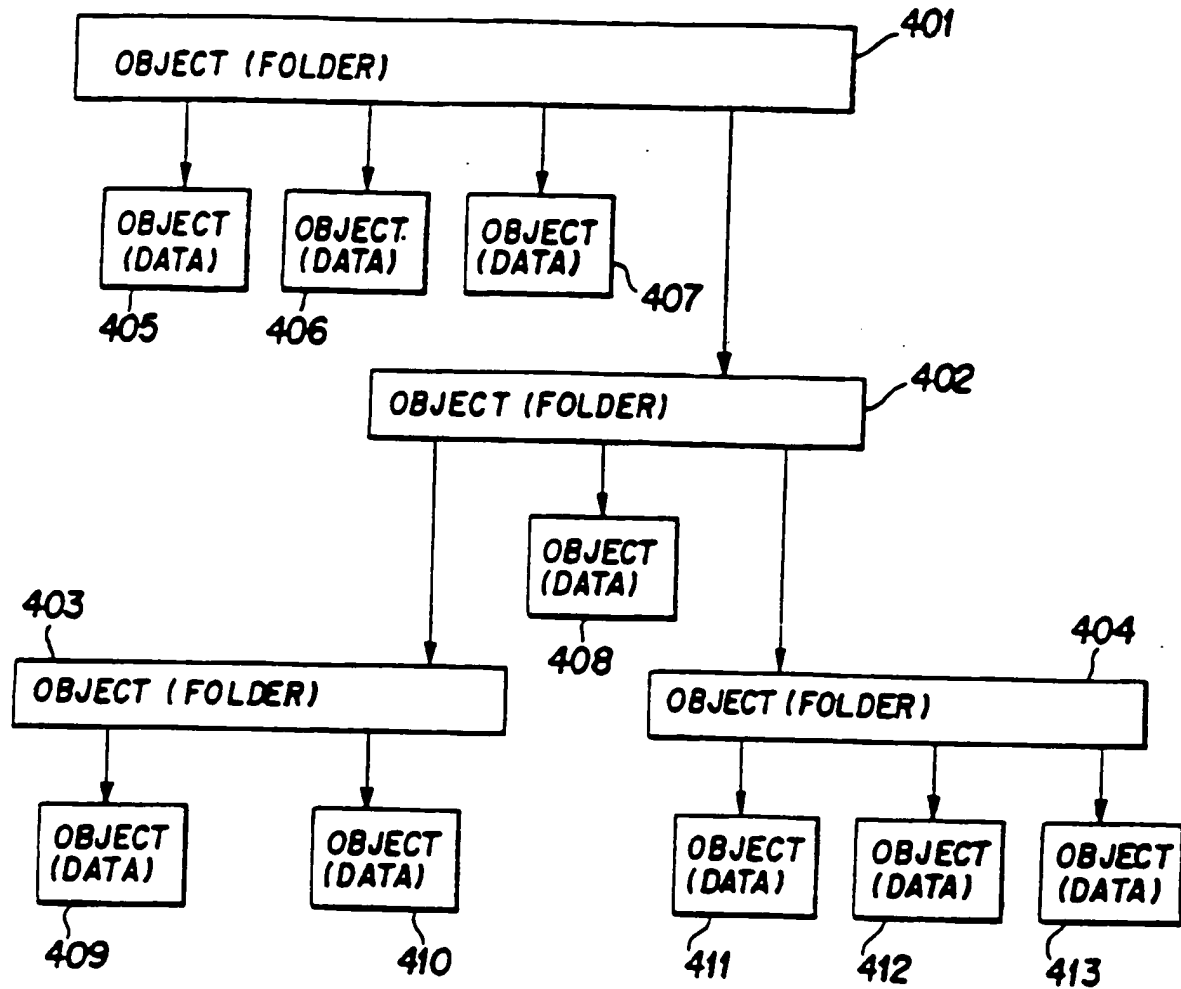 401
OBJECT (FOLDER)
OBJECT
(DATA)
OBJECT.
(DATA)
OBJECT
(DATA)
405
406
407
402
OBJECT (FOLDER)
OBJECT
(DATA)
408
403
404
OBJECT (FOLDER)
OBJECT (FOLDER)
OBJECT
(DATA)
OBJECT
(DATA)
OBJECT
(DATA)
OBJECT
(DATA)
OBJECT
(DATA)
409
410
411
412
413